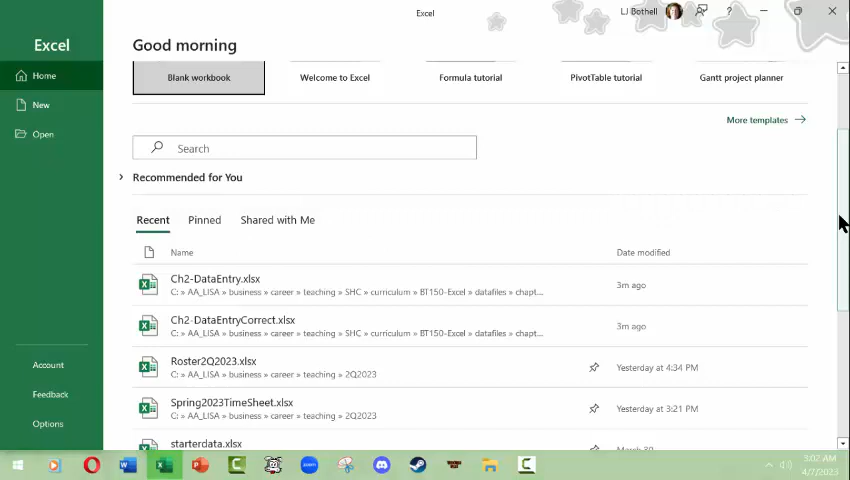 Excel
LJ Bothell
?
Excel
Good morning
Home
New
Open
Blank workbook
Welcome to Excel
Formula tutorial
PivotTable tutorial
Gantt project planner
More templates
Search
Recommended for You
Recent
Pinned
Shared with Me
Name
Date modified
Ch2-DataEntry.xlsx
C: » AA_LISA » business » career » teaching » SHC » curriculum » BT150-Excel » datafiles » chapt...
3m ago
Ch2-DataEntryCorrect.xlsx
C: » AA_LISA » business » career » teaching » SHC » curriculum » BT150-Excel » datafiles » chapt...
3m ago
Roster2Q2023.xlsx
C: » AA_LISA » business » career » teaching » 2Q2023
Yesterday at 4:34 PM
Spring2023TimeSheet.xlsx
C: » AA_LISA » business » career » teaching » 2Q2023
Yesterday at 3:21 PM
starterdata.xlsx
March 30
Account
Feedback
Options
zoom
3:02 AM
4/7/2023